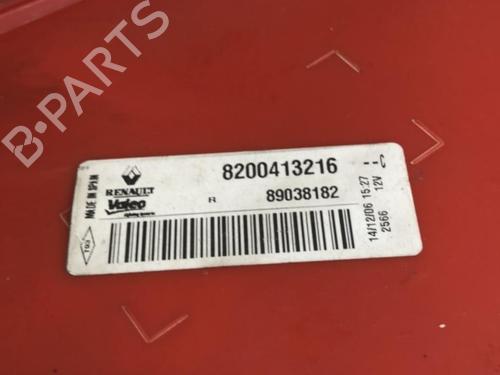 B-PARTS
RENAULT
8200413216
Valeo
R
89038182
MADE IN SPAIN
14/12/06 15:27
2566 12V